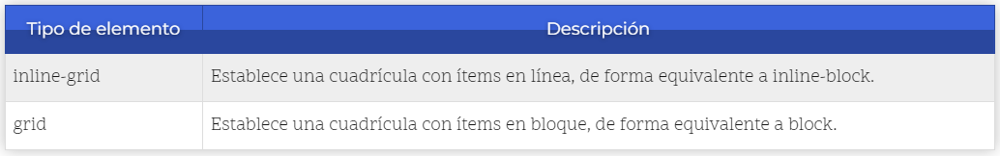 Tipo de elemento Descripción
inline-grid Establece una cuadrícula con ítems en línea, de forma equivalente a inline-block.
grid Establece una cuadrícula con ítems en bloque, de forma equivalente a block.